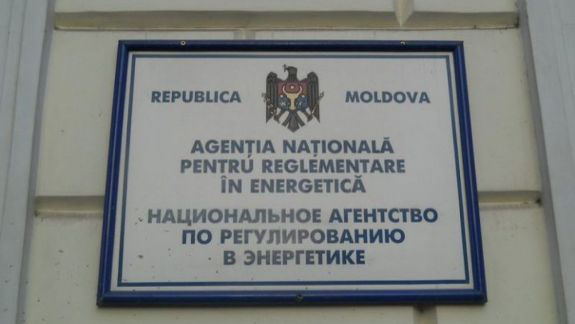 REPUBLICA MOLDOVA
AGENȚIA NAȚIONALĂ
PENTRU REGLEMENTARE
ÎN ENERGETICĂ
НАЦИОНАЛЬНОЕ АГЕНТСТВО
ПО РЕГУЛИРОВАНИЮ
В ЭНЕРГЕТИКЕ